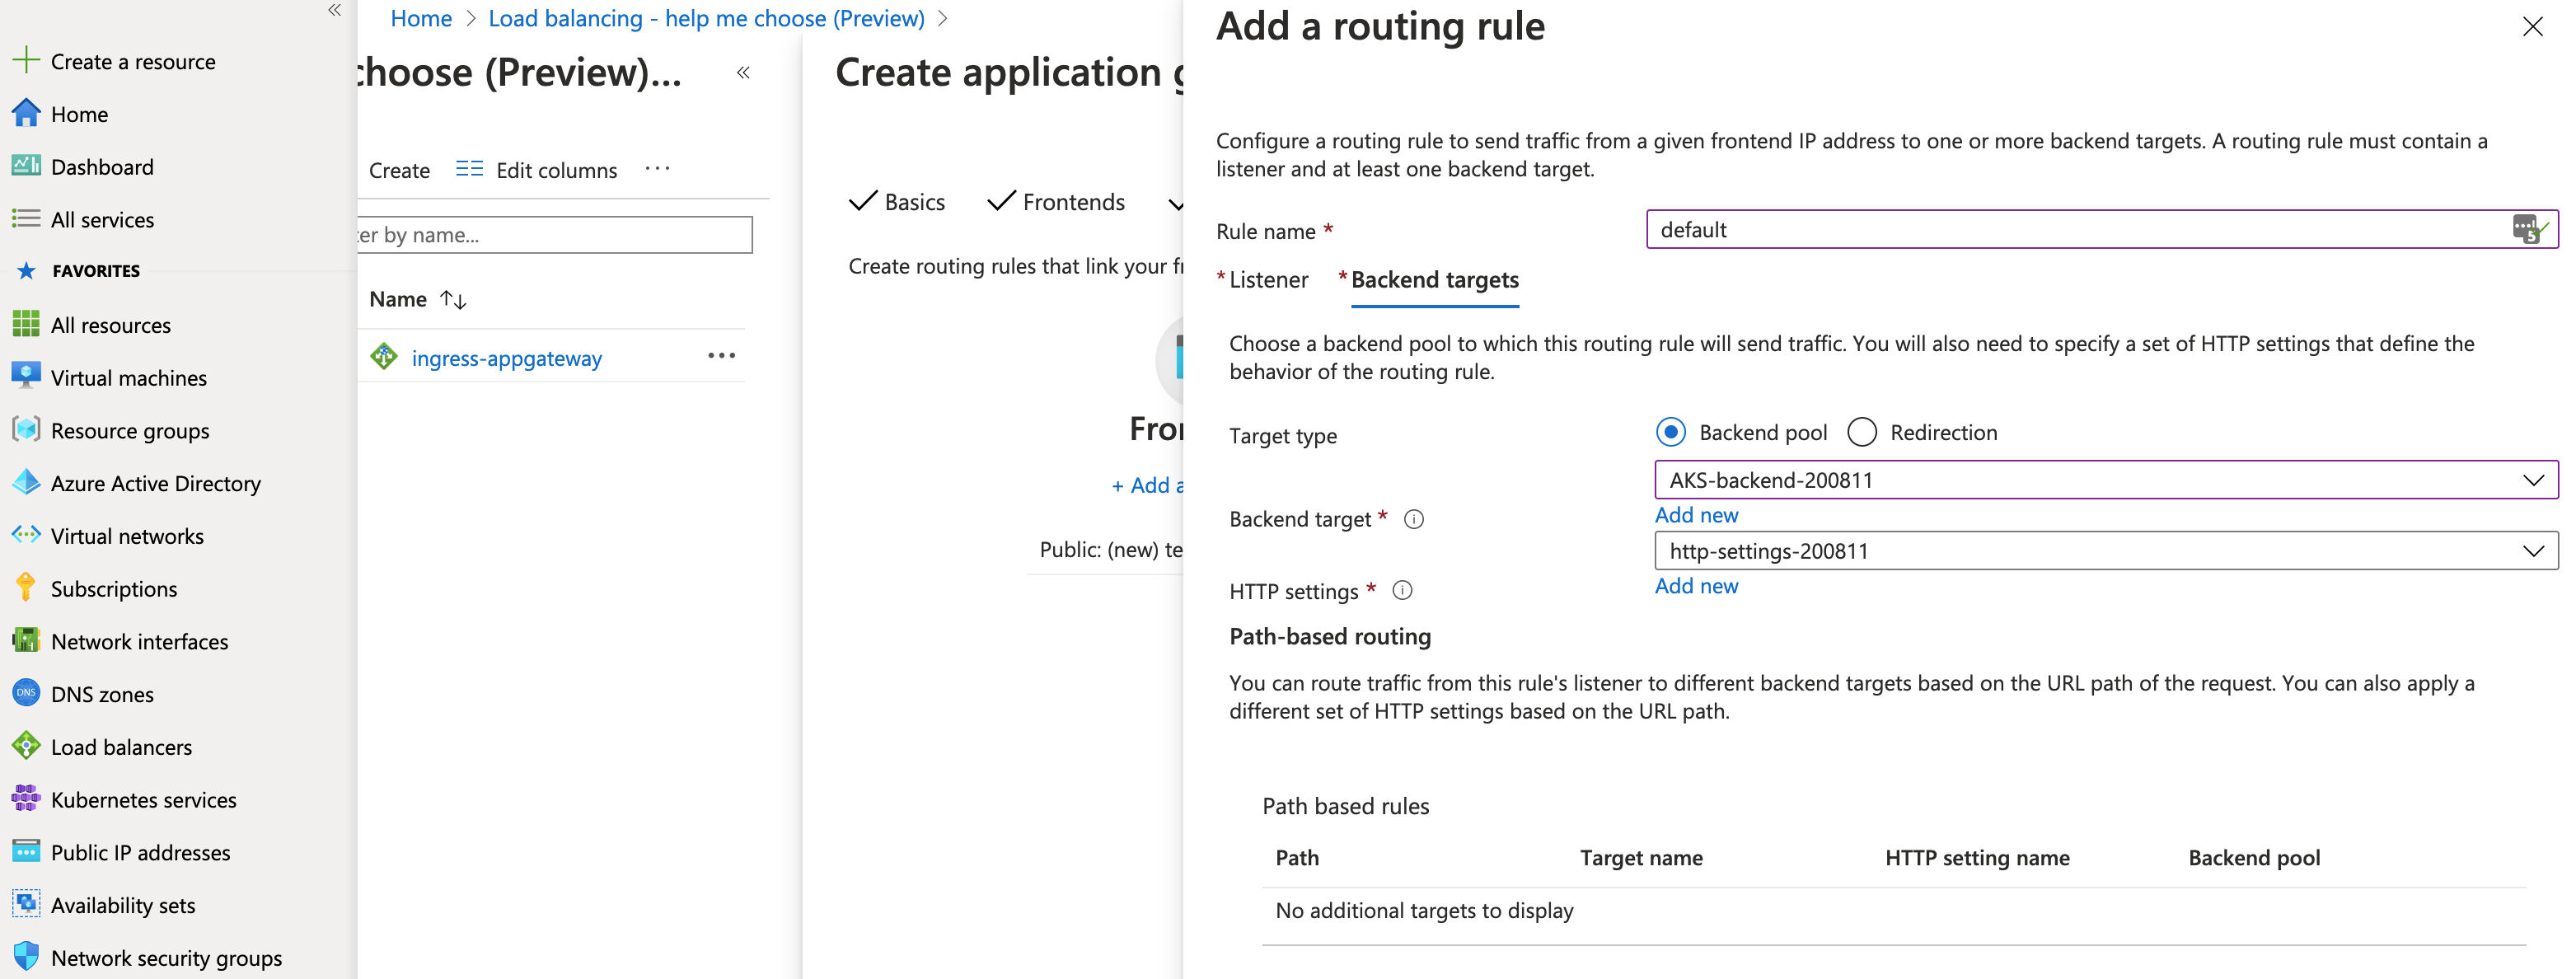 Create a resource
Home
Dashboard
All services
FAVORITES
All resources
Virtual machines
Resource groups
Azure Active Directory
Virtual networks
Subscriptions
Network interfaces
DNS zones
Load balancers
Kubernetes services
Public IP addresses
Availability sets
Network security groups
Home > Load balancing - help me choose (Preview) >
choose (Preview)...
Create
Edit columns
ter by name...
Name
ingress-appgateway
Create application g
Basics
Frontends
Create routing rules that link your fr
Fron
+ Add a
Public: (new) te
Add a routing rule
Configure a routing rule to send traffic from a given frontend IP address to one or more backend targets. A routing rule must contain a
listener and at least one backend target.
Rule name *
default
5
* Listener
* Backend targets
Choose a backend pool to which this routing rule will send traffic. You will also need to specify a set of HTTP settings that define the
behavior of the routing rule.
Target type
Backend pool
Redirection
AKS-backend-200811
Backend target *
Add new
http-settings-200811
HTTP settings *
Add new
Path-based routing
You can route traffic from this rule's listener to different backend targets based on the URL path of the request. You can also apply a
different set of HTTP settings based on the URL path.
Path based rules
Path
Target name
HTTP setting name
Backend pool
No additional targets to display